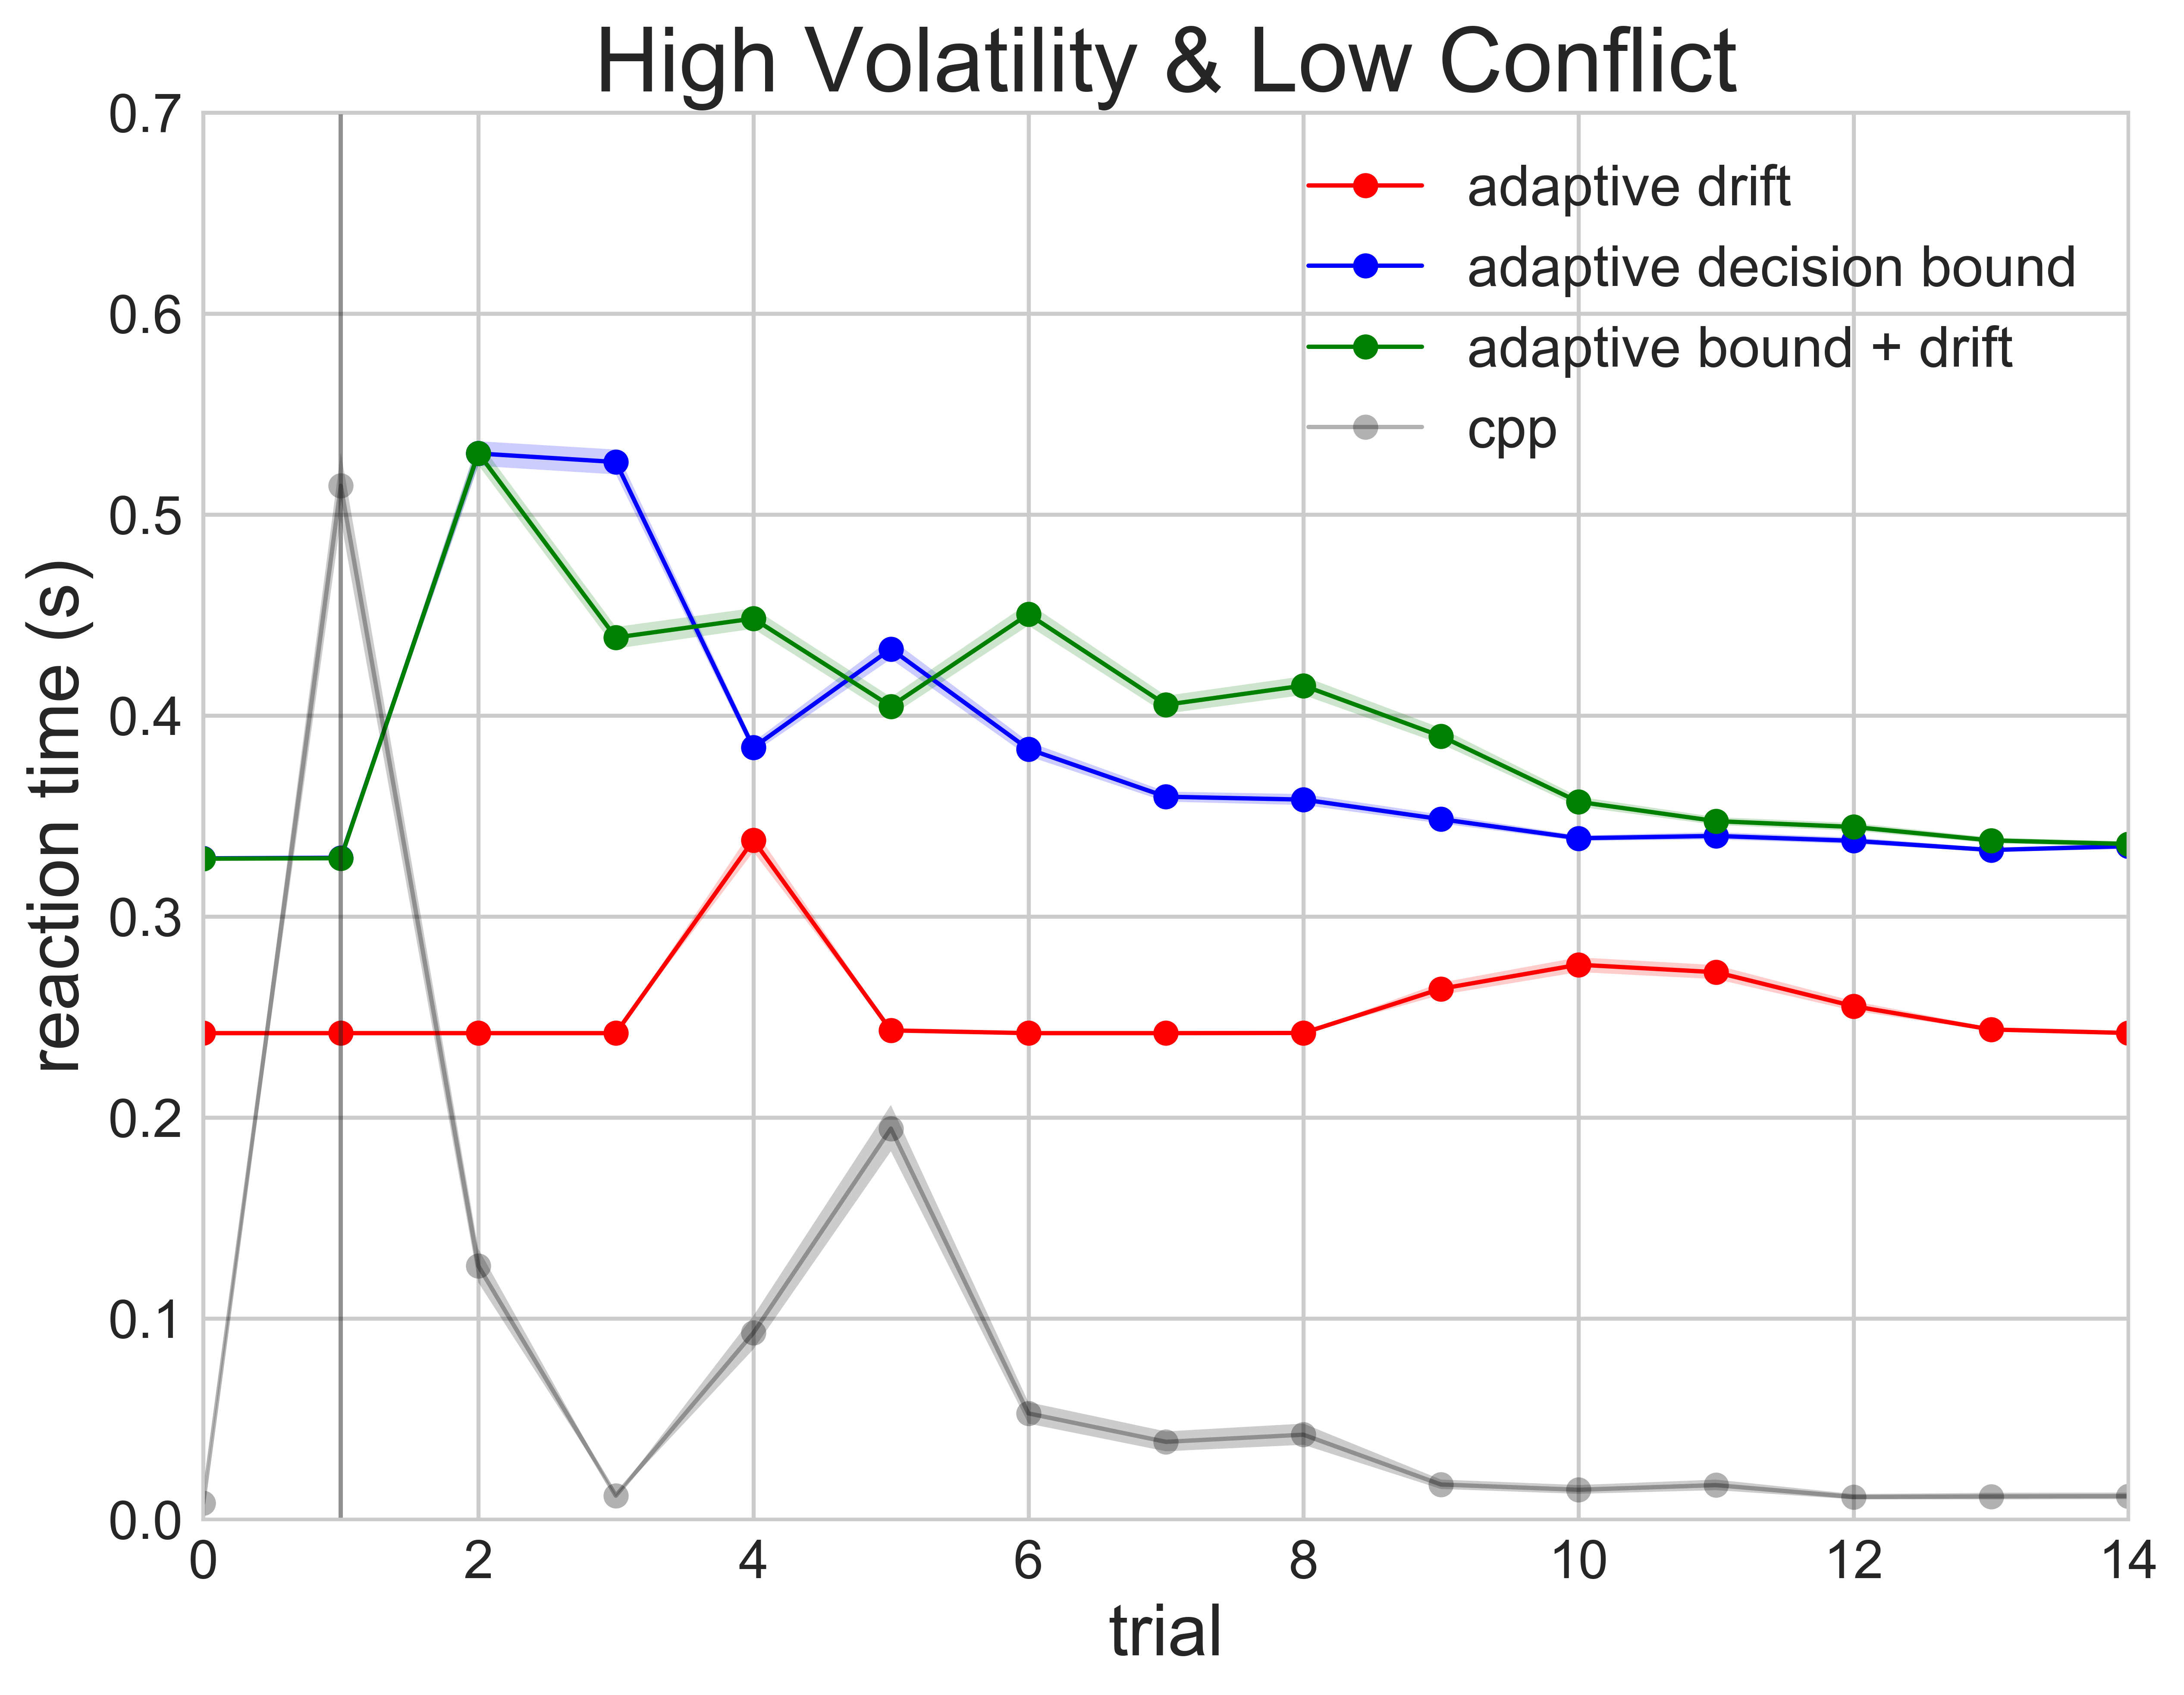 High Volatility & Low Conflict
0.7
0.6
0.5
0.4
0.3
0.2
0.1
0.0
reaction time (s)
adaptive drift
adaptive decision bound
adaptive bound + drift
cpp
0 2 4 6 8 10 12 14
trial